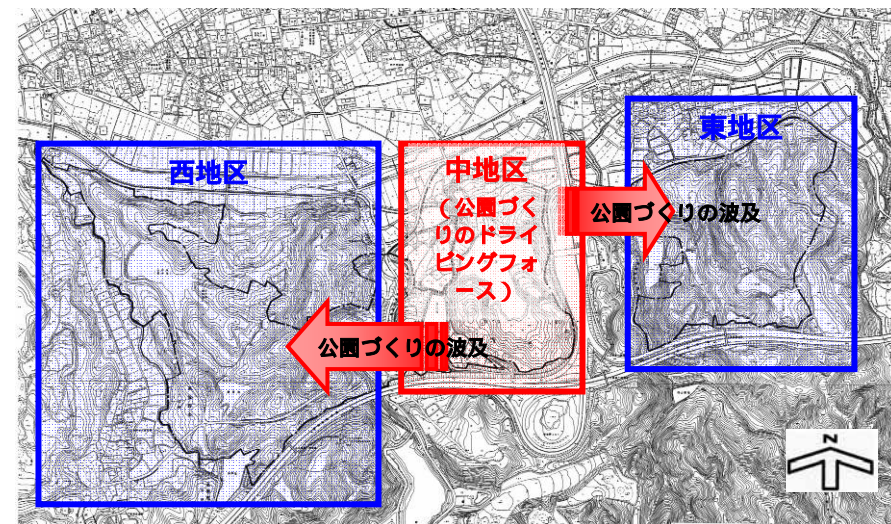 西地区
中地区
（公園づく
りのドライ
ビングフォ
ース）
東地区
公園づくりの波及
公園づくりの波及
N